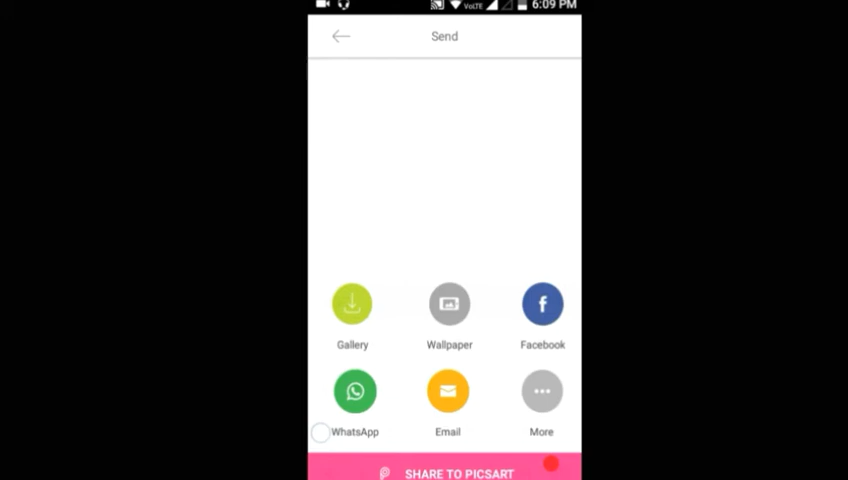 VoLTE 6:09 PM
Send
Gallery Wallpaper Facebook
WhatsApp Email More
SHARE TO PICSART